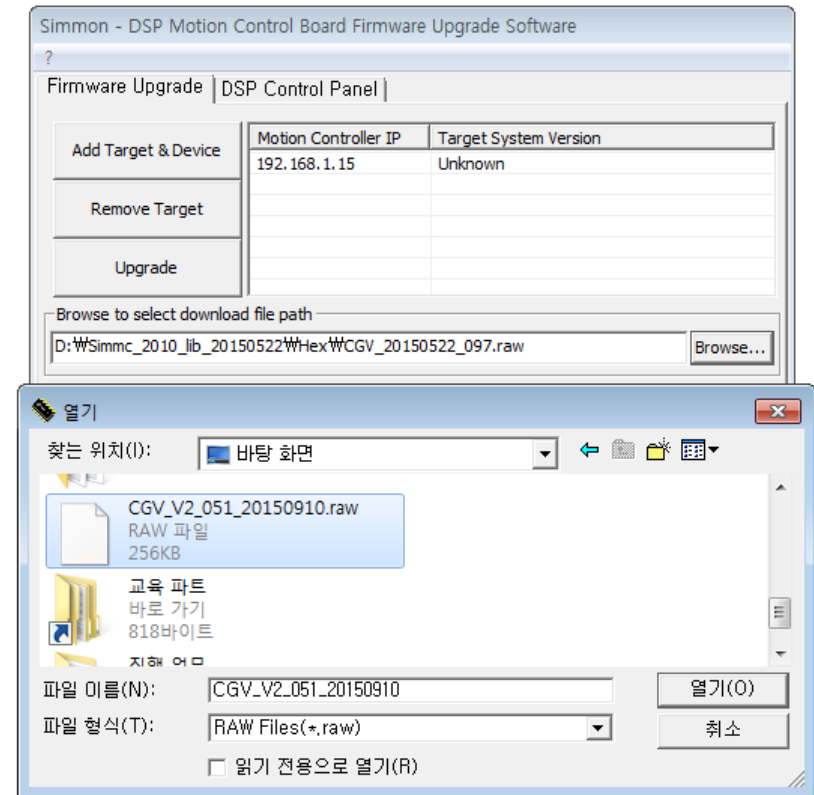 Simmon - DSP Motion Control Board Firmware Upgrade Software
?
Firmware Upgrade DSP Control Panel
Add Target & Device
Remove Target
Upgrade
Motion Controller IP Target System Version
192.168.1.15 Unknown
Browse to select download file path
D:₩Simmc_2010_lib_20150522₩Hex₩CGV_20150522_097.raw Browse...
열기
찾는 위치(I): 바탕 화면
CGV_V2_051_20150910.raw
RAW 파일
256KB
교육 파트
바로 가기
818바이트
파일 이름(N): CGV_V2_051_20150910 열기(O)
파일 형식(T): RAW Files(*,raw) 취소
읽기 전용으로 열기(R)